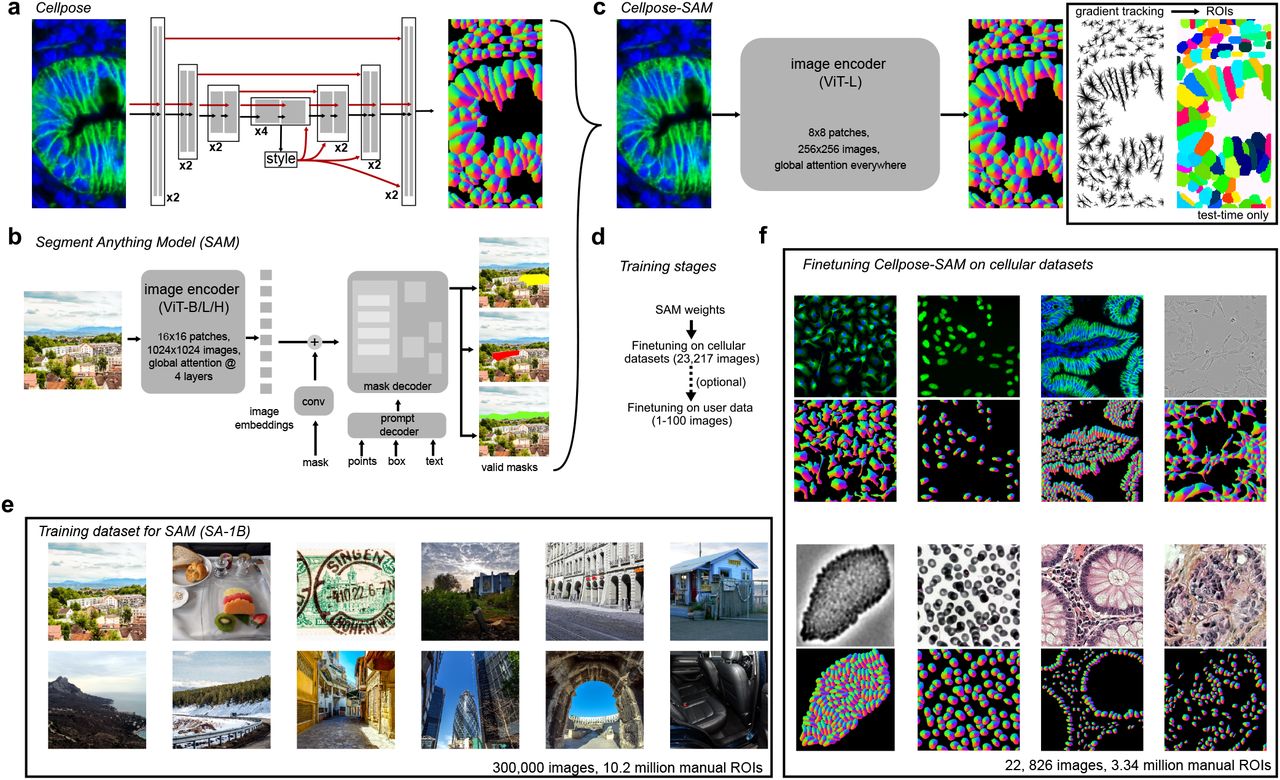 a
Cellpose
x2
x2
x2
x4
style
x2
x2
x2
b
Segment Anything Model (SAM)
image encoder
(ViT-B/L/H)
16x16 patches,
1024x1024 images,
global attention @
4 layers
image
embeddings
+
conv
mask
mask decoder
prompt
decoder
points
box
text
valid masks
c
Cellpose-SAM
image encoder
(ViT-L)
8x8 patches,
256x256 images,
global attention everywhere
gradient tracking
ROIs
test-time only
d
Training stages
SAM weights
Finetuning on cellular
datasets (23,217 images)
(optional)
Finetuning on user data
(1-100 images)
e
Training dataset for SAM (SA-1B)
SINGEN
300,000 images, 10.2 million manual ROIs
f
Finetuning Cellpose-SAM on cellular datasets
22, 826 images, 3.34 million manual ROIs